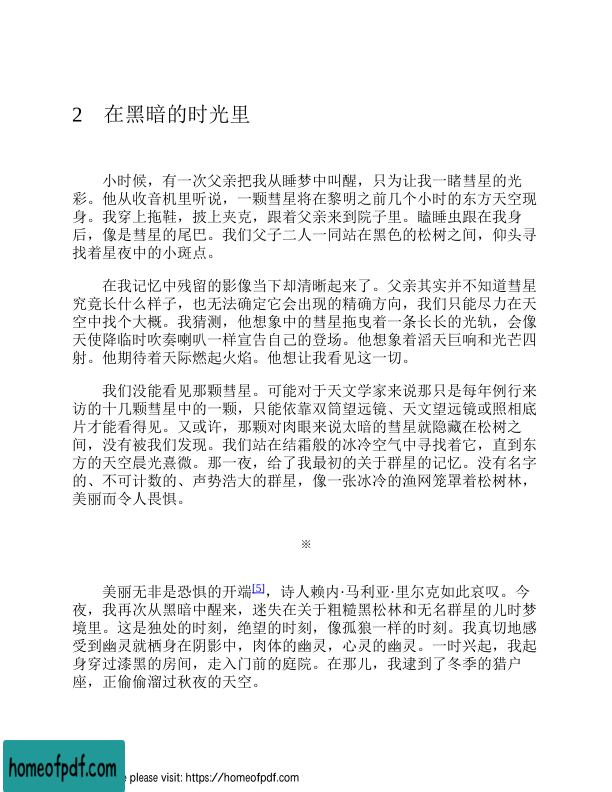 2 在黑暗的时光里
小时候，有一次父亲把我从睡梦中叫醒，只为让我一睹彗星的光
彩。他从收音机里听说，一颗彗星将在黎明之前几个小时的东方天空现
身。我穿上拖鞋，披上夹克，跟着父亲来到院子里。瞌睡虫跟在我身
后，像是彗星的尾巴。我们父子二人一同站在黑色的松树之间，仰头寻
找着星夜中的小斑点。
在我记忆中残留的影像当下却清晰起来了。父亲其实并不知道彗星
究竟长什么样子，也无法确定它会出现的精确方向，我们只能尽力在天
空中找个大概。我猜测，他想象中的彗星拖曳着一条长长的光轨，会像
天使降临时吹奏喇叭一样宣告自己的登场。他想象着滔天巨响和光芒四
射。他期待着天际燃起火焰。他想让我看见这一切。
我们没能看见那颗彗星。可能对于天文学家来说那只是每年例行来
访的十几颗彗星中的一颗，只能依靠双筒望远镜、天文望远镜或照相底
片才能看得见。又或许，那颗对肉眼来说太暗的彗星就隐藏在松树之
间，没有被我们发现。我们站在结霜般的冰冷空气中寻找着它，直到东
方的天空晨光熹微。那一夜，给了我最初的关于群星的记忆。没有名字
的、不可计数的、声势浩大的群星，像一张冰冷的渔网笼罩着松树林，
美丽而令人畏惧。
※
美丽无非是恐惧的开端[5]，诗人赖内·马利亚·里尔克如此哀叹。今
夜，我再次从黑暗中醒来，迷失在关于粗糙黑松林和无名群星的儿时梦
境里。这是独处的时刻，绝望的时刻，像孤狼一样的时刻。我真切地感
受到幽灵就栖身在阴影中，肉体的幽灵，心灵的幽灵。一时兴起，我起
身穿过漆黑的房间，走入门前的庭院。在那儿，我逮到了冬季的猎户
座，正偷偷溜过秋夜的天空。
homeofpdf.com
e please visit: https://homeofpdf.com